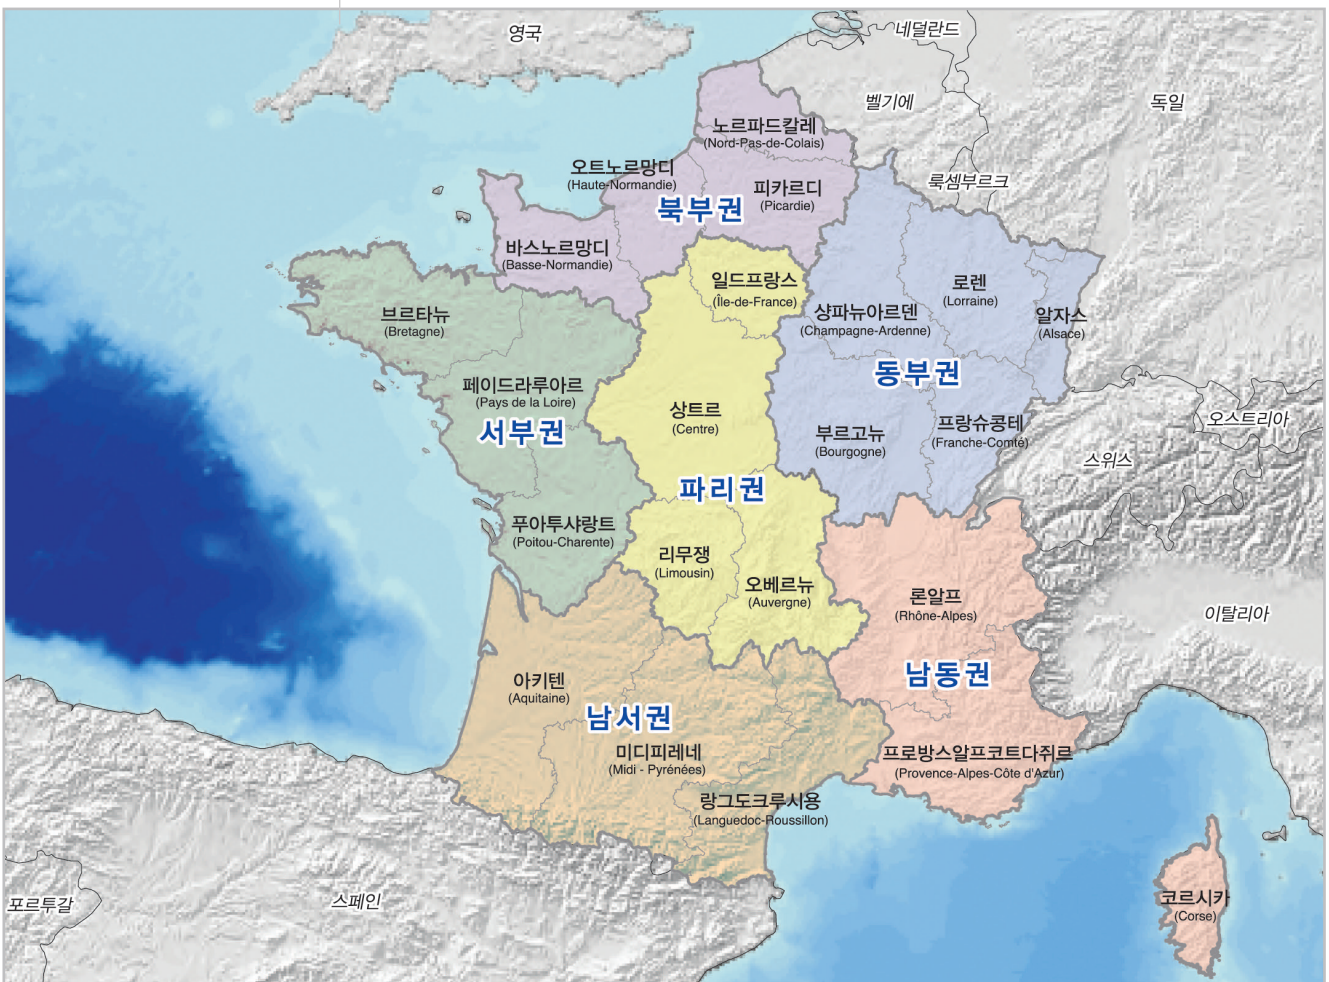 영국
네덜란드
벨기에
독일
룩셈부르크
노르파드칼레
(Nord-Pas-de-Colais)
오트노르망디
(Haute-Normandie)
피카르디
(Picardie)
북부권
바스노르망디
(Basse-Normandie)
일드프랑스
(Île-de-France)
로렌
(Lorraine)
샹파뉴아르덴
(Champagne-Ardenne)
알자스
(Alsace)
브르타뉴
(Bretagne)
동부권
페이드라루아르
(Pays de la Loire)
서부권
상트르
(Centre)
부르고뉴
(Bourgogne)
프랑슈콩테
(Franche-Comté)
오스트리아
스위스
파리권
푸아투샤랑트
(Poitou-Charente)
리무쟁
(Limousin)
오베르뉴
(Auvergne)
론알프
(Rhône-Alpes)
이탈리아
남동권
아키텐
(Aquitaine)
남서권
미디피레네
(Midi - Pyrénées)
프로방스알프코트다쥐르
(Provence-Alpes-Côte d'Azur)
랑그도크루시용
(Languedoc-Roussillon)
코르시카
(Corse)
포르투갈
스페인